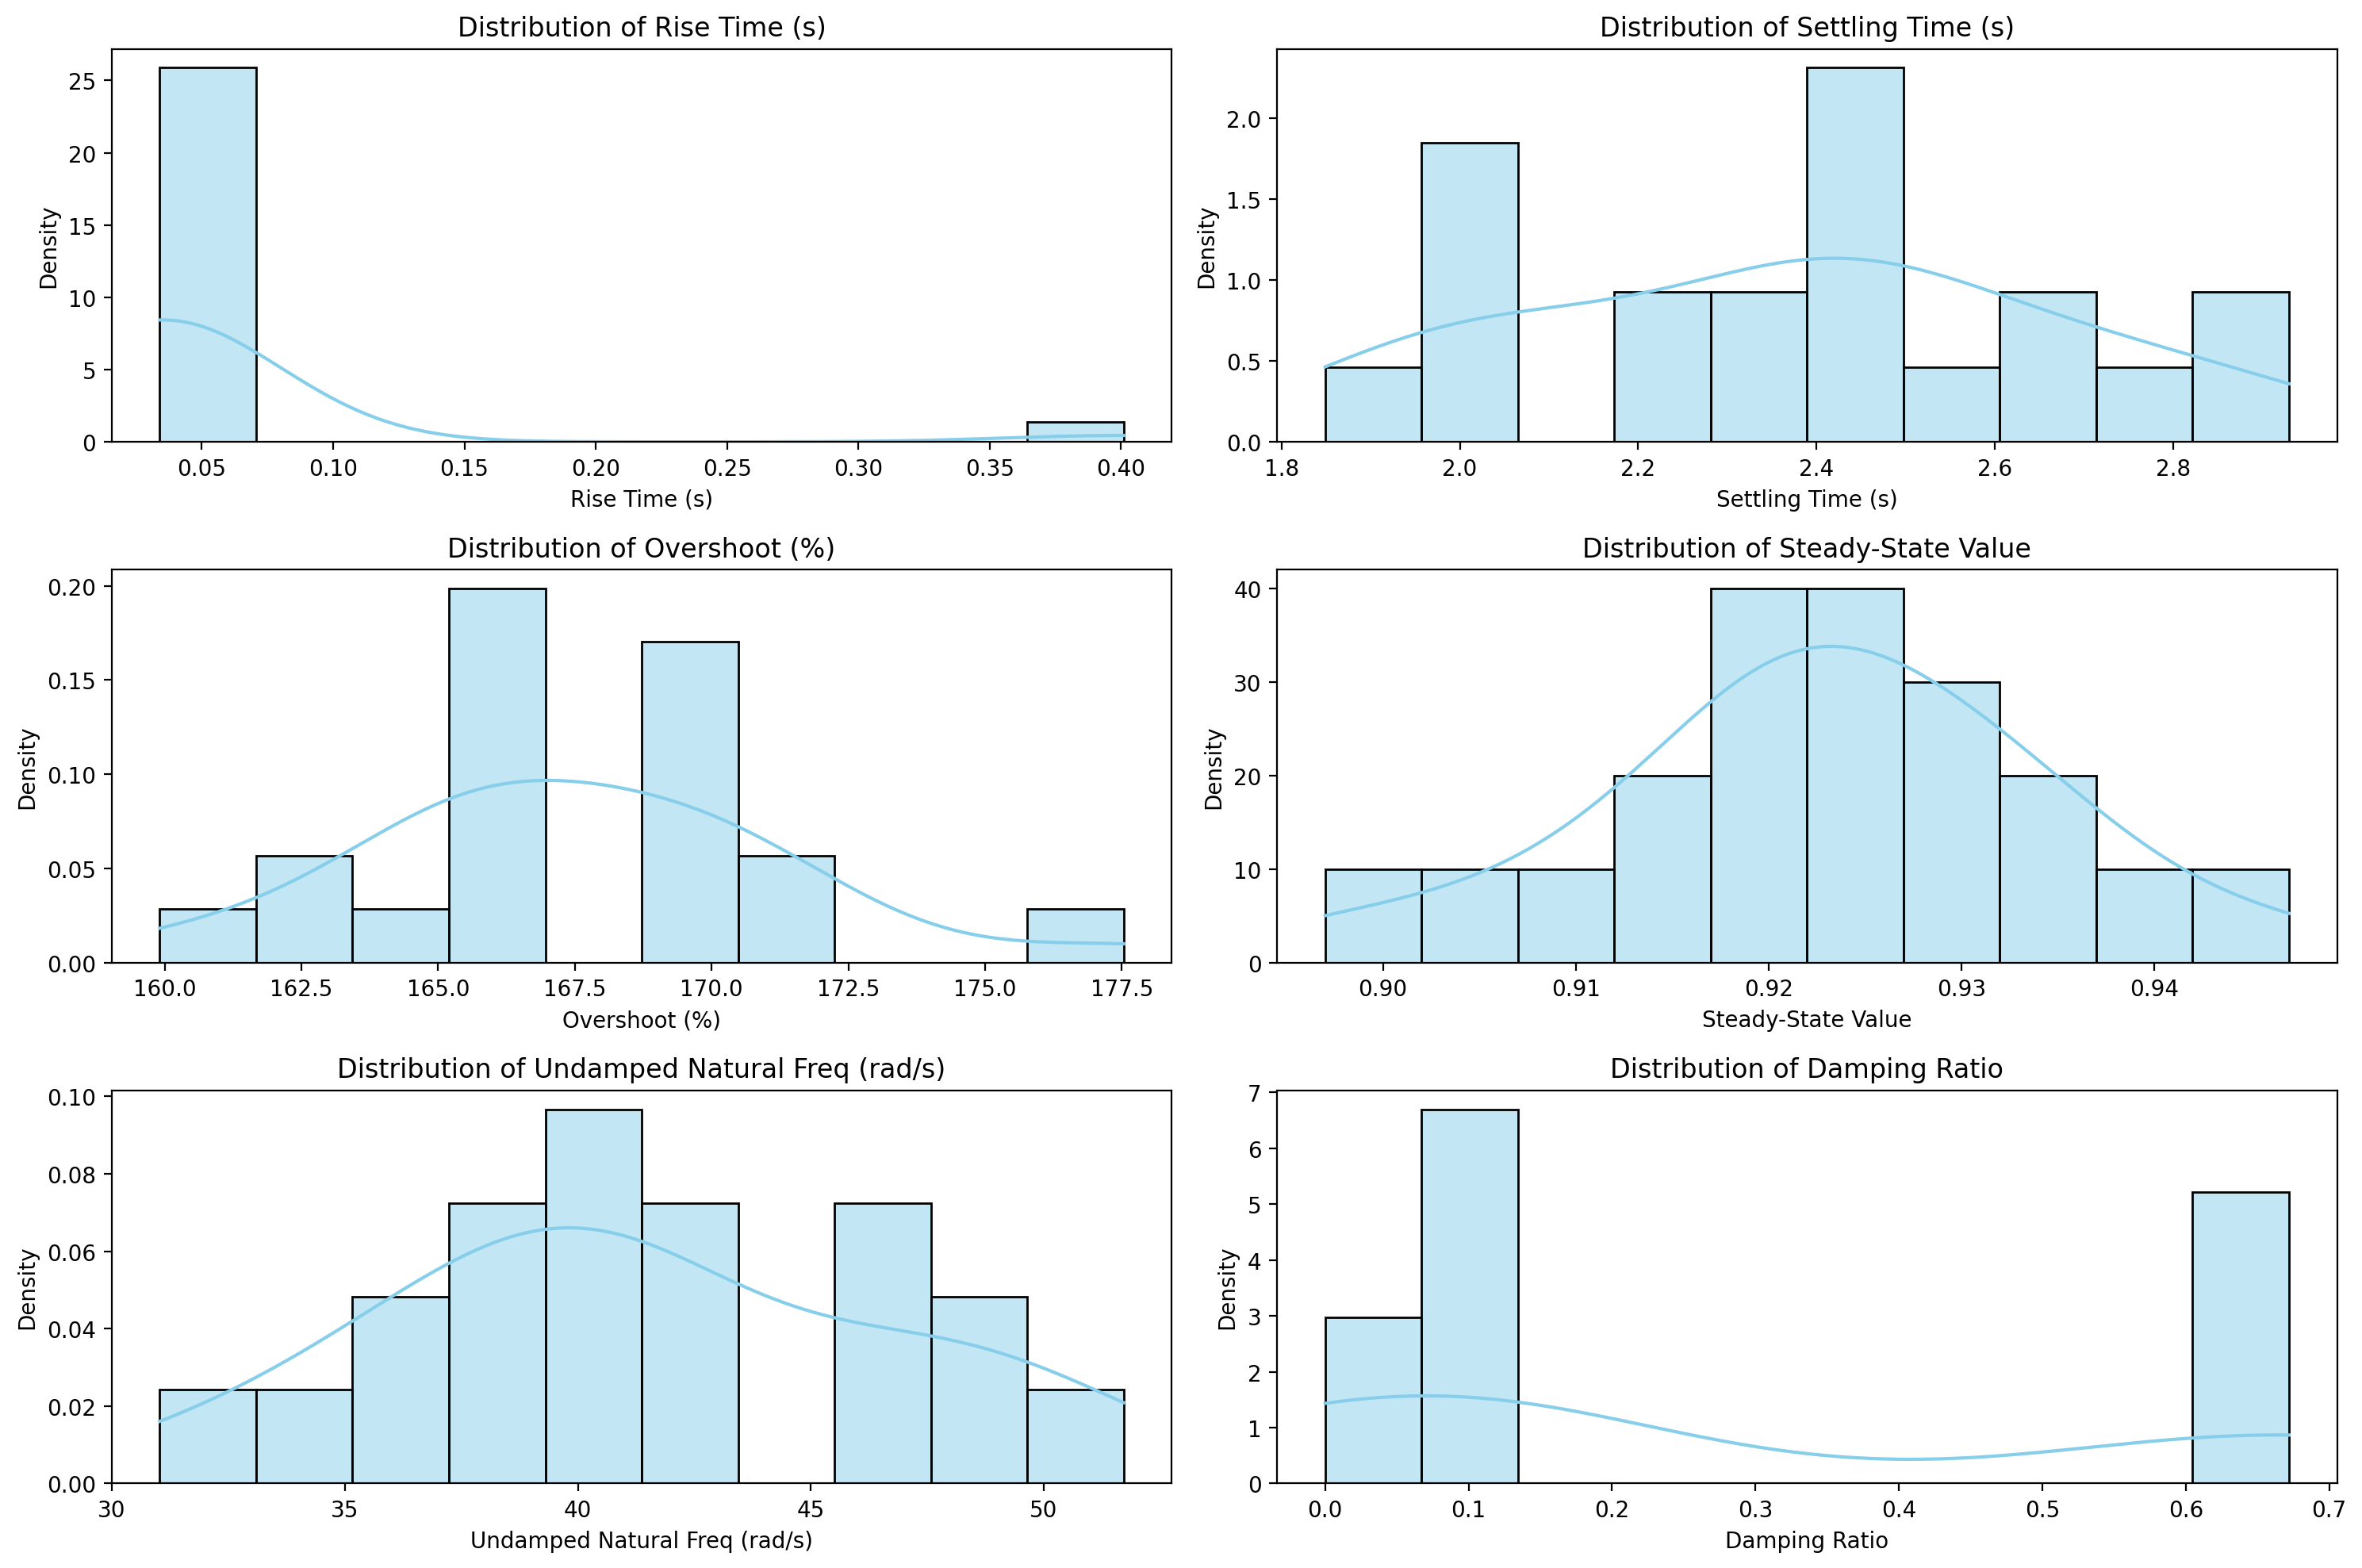 Distribution of Rise Time (s)
Density
25
20
15
10
5
0
0.05 0.10 0.15 0.20 0.25 0.30 0.35 0.40
Rise Time (s)
Distribution of Settling Time (s)
Density
2.0
1.5
1.0
0.5
0.0
1.8 2.0 2.2 2.4 2.6 2.8
Settling Time (s)
Distribution of Overshoot (%)
Density
0.20
0.15
0.10
0.05
0.00
160.0 162.5 165.0 167.5 170.0 172.5 175.0 177.5
Overshoot (%)
Distribution of Steady-State Value
Density
40
30
20
10
0
0.90 0.91 0.92 0.93 0.94
Steady-State Value
Distribution of Undamped Natural Freq (rad/s)
Density
0.10
0.08
0.06
0.04
0.02
0.00
30 35 40 45 50
Undamped Natural Freq (rad/s)
Distribution of Damping Ratio
Density
7
6
5
4
3
2
1
0
0.0 0.1 0.2 0.3 0.4 0.5 0.6 0.7
Damping Ratio